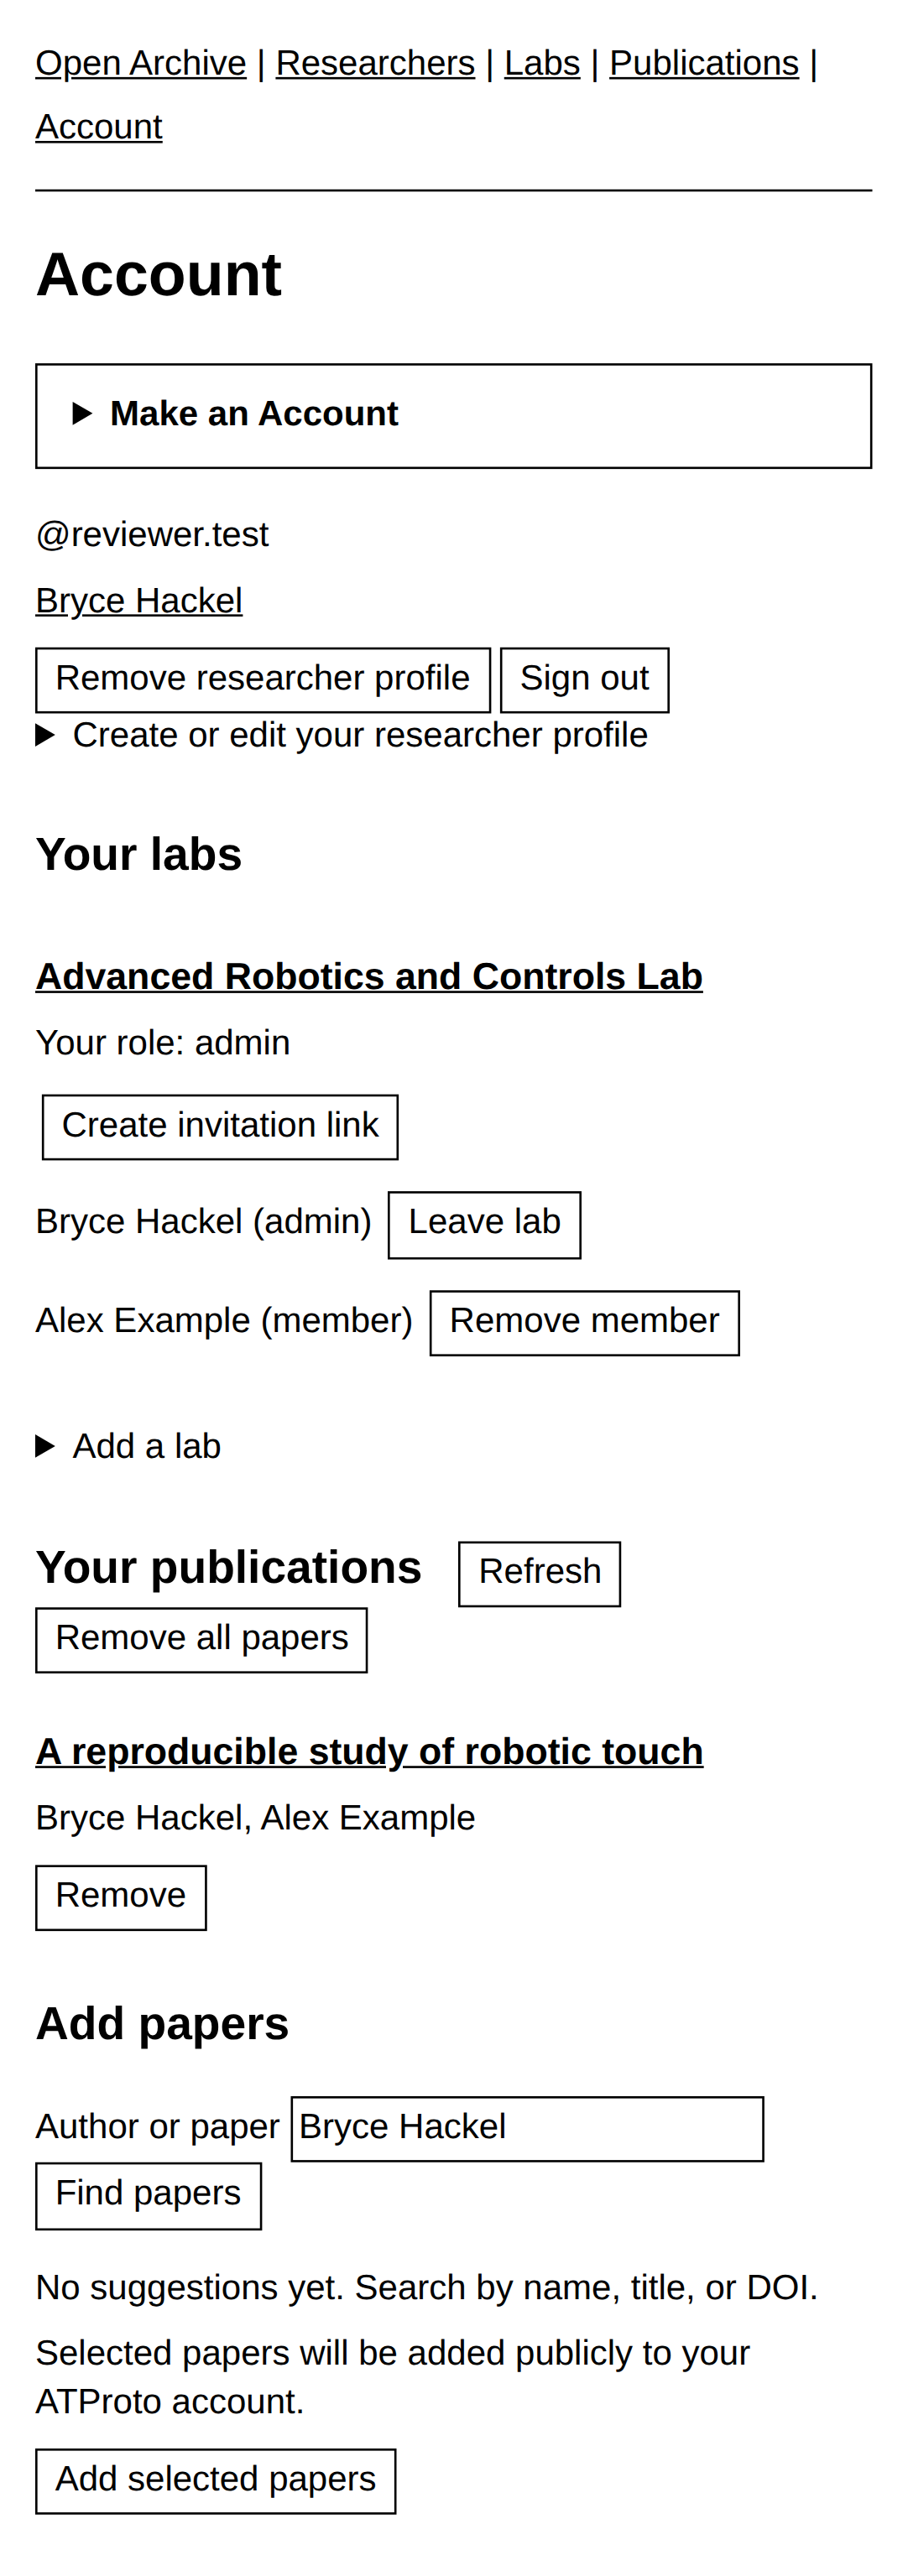 Open Archive | Researchers | Labs | Publications |
Account
Account
Make an Account
@reviewer.test
Bryce Hackel
Remove researcher profile Sign out
Create or edit your researcher profile
Your labs
Advanced Robotics and Controls Lab
Your role: admin
Create invitation link
Bryce Hackel (admin) Leave lab
Alex Example (member) Remove member
Add a lab
Your publications Refresh
Remove all papers
A reproducible study of robotic touch
Bryce Hackel, Alex Example
Remove
Add papers
Author or paper Bryce Hackel
Find papers
No suggestions yet. Search by name, title, or DOI.
Selected papers will be added publicly to your
ATProto account.
Add selected papers